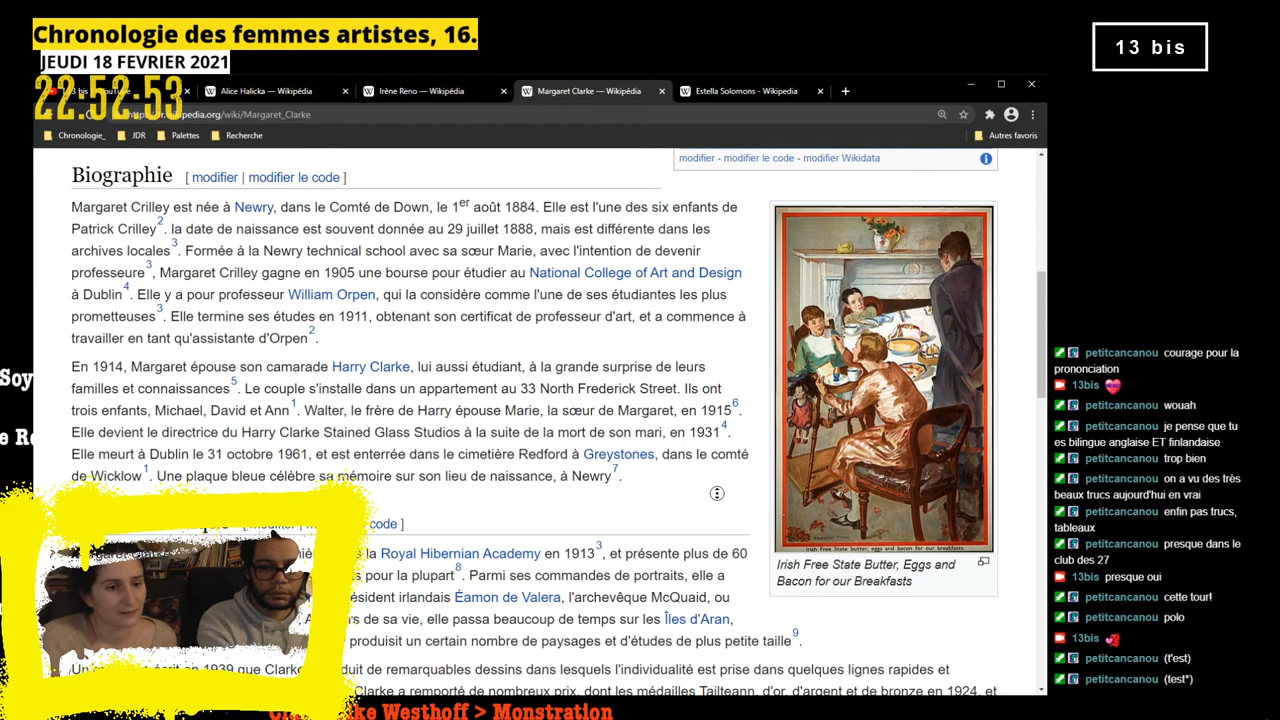 Chronologie des femmes artistes, 16.
JEUDI 18 FEVRIER 2021
22:52:53
13 bis
Alice Halicka — Wikipédia
Irène Reno — Wikipédia
Margaret Clarke — Wikipédia
Estella Solomons - Wikipedia
.org/wiki/Margaret_Clarke
Chronologie_
JDR
Palettes
Recherche
Autres favoris
modifier - modifier le code - modifier Wikidata
Biographie [ modifier | modifier le code ]
Margaret Crilley est née à Newry, dans le Comté de Down, le 1er août 1884. Elle est l'une des six enfants de
Patrick Crilley2. la date de naissance est souvent donnée au 29 juillet 1888, mais est différente dans les
archives locales3. Formée à la Newry technical school avec sa sœur Marie, avec l'intention de devenir
professeure3, Margaret Crilley gagne en 1905 une bourse pour étudier au National College of Art and Design
à Dublin4. Elle y a pour professeur William Orpen, qui la considère comme l'une de ses étudiantes les plus
prometteuses3. Elle termine ses études en 1911, obtenant son certificat de professeur d'art, et a commence à
travailler en tant qu'assistante d'Orpen2.
En 1914, Margaret épouse son camarade Harry Clarke, lui aussi étudiant, à la grande surprise de leurs
familles et connaissances5. Le couple s'installe dans un appartement au 33 North Frederick Street. Ils ont
trois enfants, Michael, David et Ann1. Walter, le frère de Harry épouse Marie, la sœur de Margaret, en 19156.
Elle devient le directrice du Harry Clarke Stained Glass Studios à la suite de la mort de son mari, en 19314.
Elle meurt à Dublin le 31 octobre 1961, et est enterrée dans le cimetière Redford à Greystones, dans le comté
de Wicklow1. Une plaque bleue célèbre sa mémoire sur son lieu de naissance, à Newry7.
code ]
la Royal Hibernian Academy en 19133, et présente plus de 60
pour la plupart8. Parmi ses commandes de portraits, elle a
président irlandais Éamon de Valera, l'archevêque McQuaid, ou
de sa vie, elle passa beaucoup de temps sur les Îles d'Aran,
produisit un certain nombre de paysages et d'études de plus petite taille9.
1939 que Clarke de remarquables dessins dans lesquels l'individualité est prise dans quelques lignes rapides et
Clarke a remporté de nombreux prix, dont les médailles Tailteann, d'or, d'argent et de bronze en 1924, et
Irish Free State butter, eggs and bacon for our breakfasts
Irish Free State Butter, Eggs and
Bacon for our Breakfasts
petitcancanou courage pour la
prononciation
13bis
petitcancanou wouah
petitcancanou je pense que tu
es bilingue anglaise ET finlandaise
petitcancanou trop bien
petitcancanou on a vu des très
beaux trucs aujourd'hui en vrai
petitcancanou enfin pas trucs,
tableaux
petitcancanou presque dans le
club des 27
13bis presque oui
petitcancanou cette tour!
petitcancanou polo
13bis
petitcancanou (t'est)
petitcancanou (test*)
Soy
Westhoff > Monstration